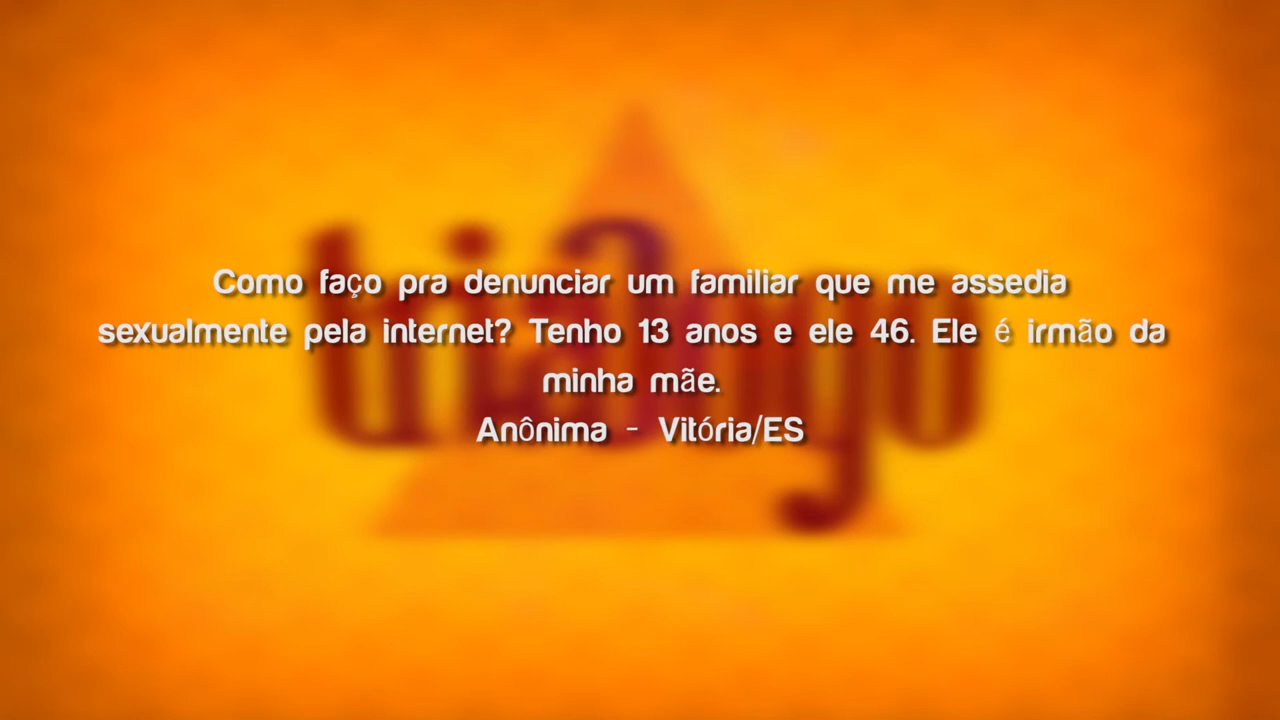 Como faço pra denunciar um familiar que me assedia
sexualmente pela internet? Tenho 13 anos e ele 46. Ele é irmão da
minha mãe.
Anônima - Vitória/ES